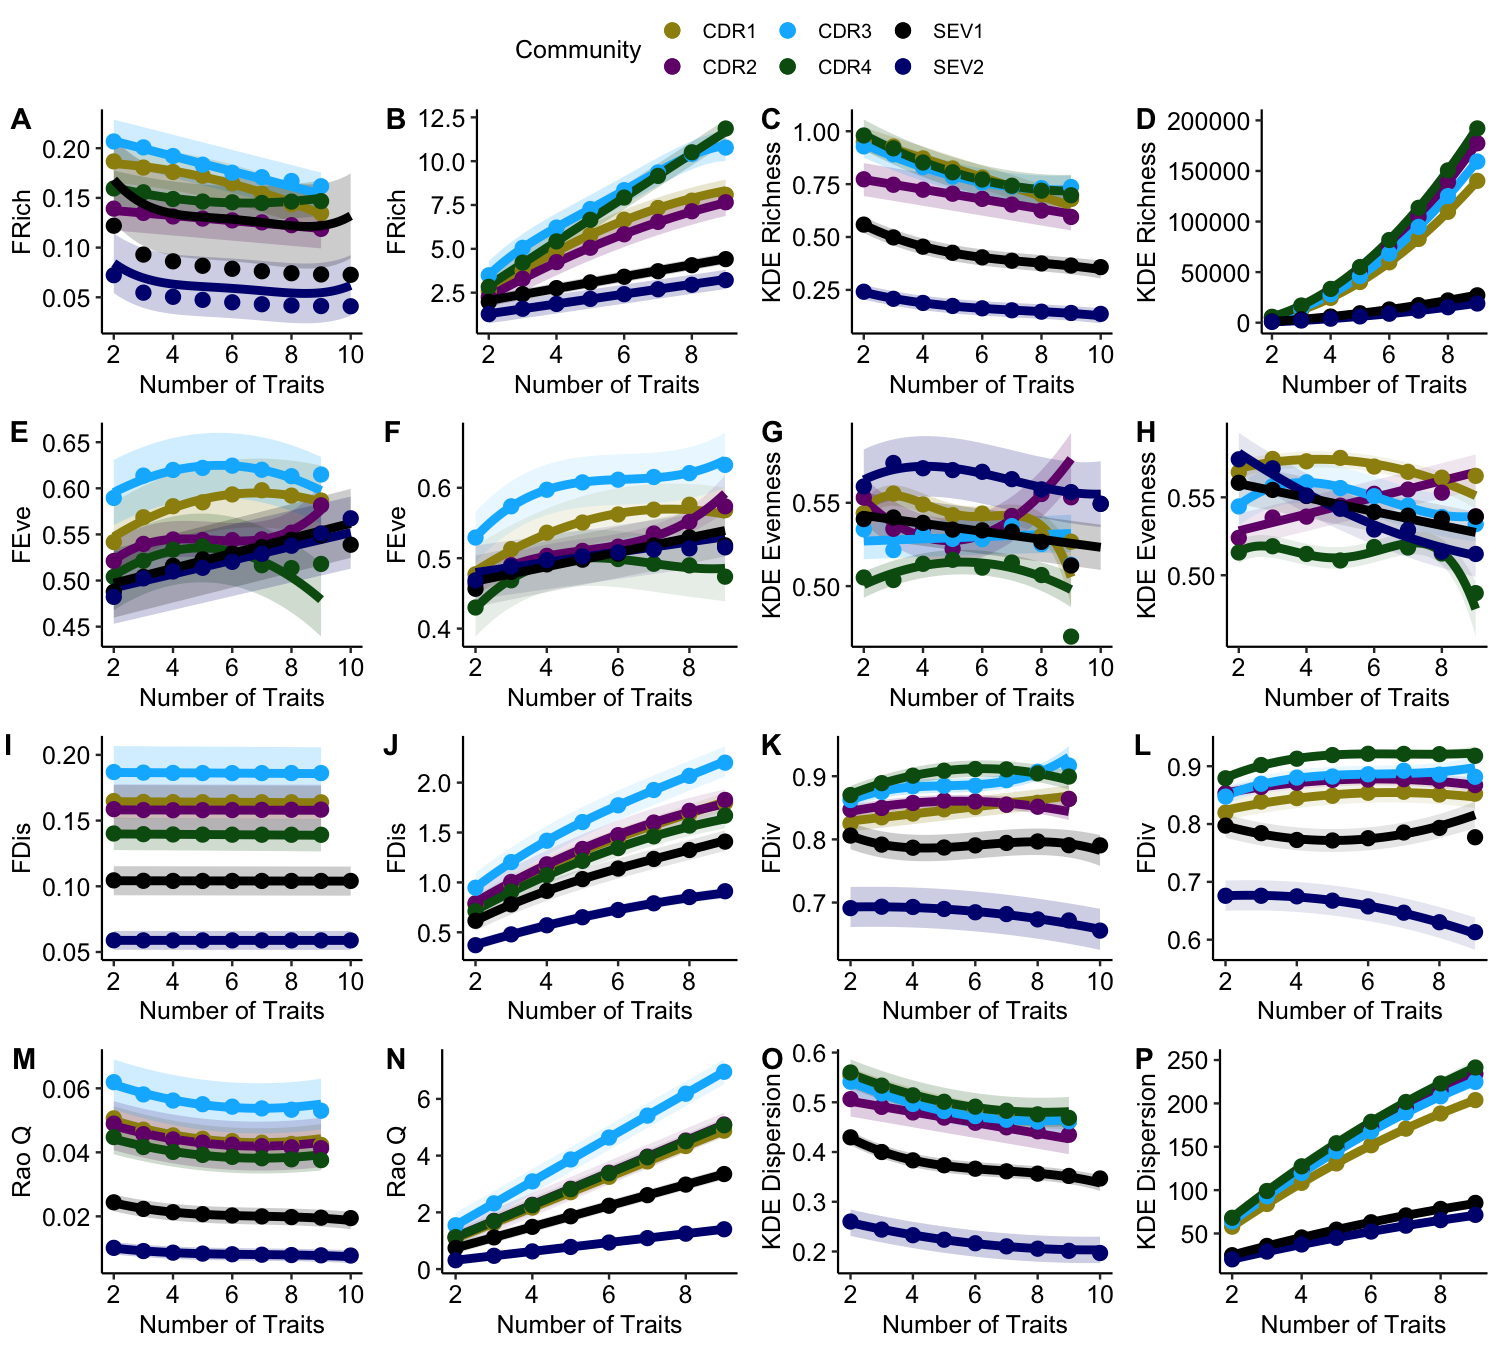 Community
CDR1 CDR3 SEV1
CDR2 CDR4 SEV2
A
FRich
0.20
0.15
0.10
0.05
2 4 6 8 10
Number of Traits
B
FRich
12.5
10.0
7.5
5.0
2.5
2 4 6 8
Number of Traits
C
KDE Richness
1.00
0.75
0.50
0.25
2 4 6 8 10
Number of Traits
D
KDE Richness
200000
150000
100000
50000
0
2 4 6 8
Number of Traits
E
FEve
0.65
0.60
0.55
0.50
0.45
2 4 6 8 10
Number of Traits
F
FEve
0.6
0.5
0.4
2 4 6 8
Number of Traits
G
KDE Evenness
0.55
0.50
2 4 6 8 10
Number of Traits
H
KDE Evenness
0.55
0.50
2 4 6 8
Number of Traits
I
FDis
0.20
0.15
0.10
0.05
2 4 6 8 10
Number of Traits
J
FDis
2.0
1.5
1.0
0.5
2 4 6 8
Number of Traits
K
FDiv
0.9
0.8
0.7
2 4 6 8 10
Number of Traits
L
FDiv
0.9
0.8
0.7
0.6
2 4 6 8
Number of Traits
M
Rao Q
0.06
0.04
0.02
2 4 6 8 10
Number of Traits
N
Rao Q
6
4
2
0
2 4 6 8
Number of Traits
O
KDE Dispersion
0.6
0.5
0.4
0.3
0.2
2 4 6 8 10
Number of Traits
P
KDE Dispersion
250
200
150
100
50
2 4 6 8
Number of Traits